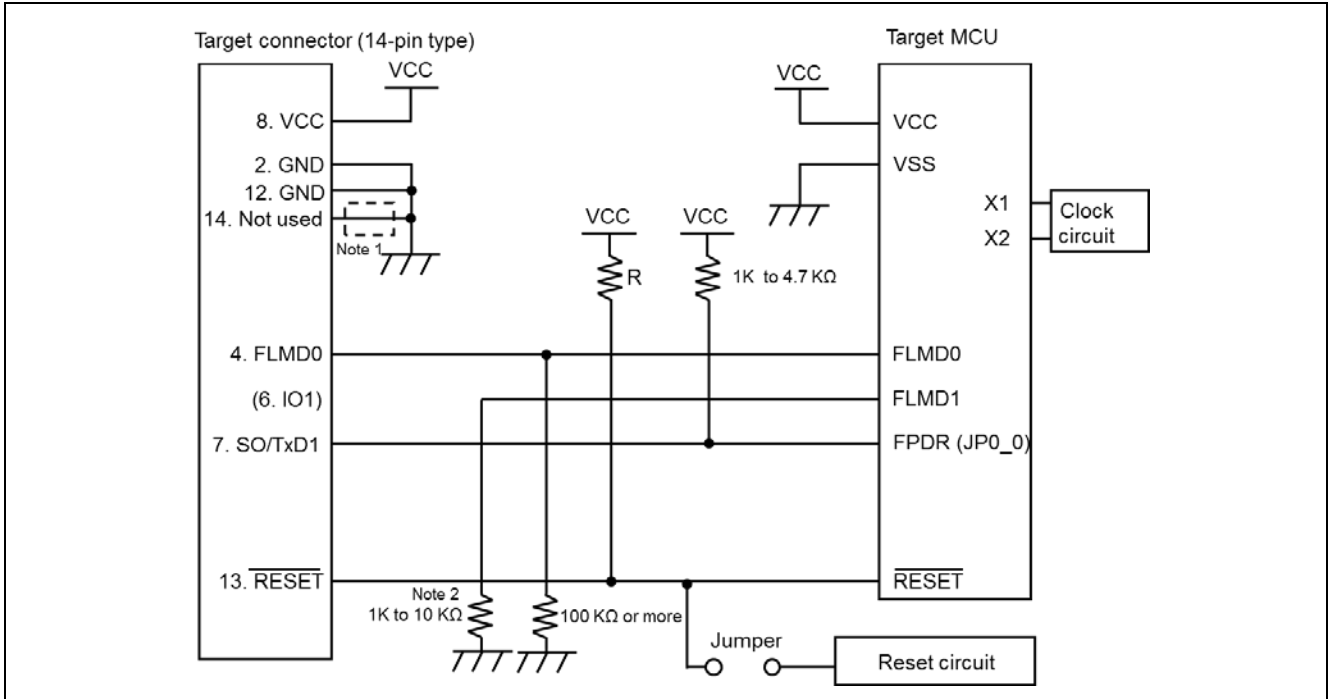 Target connector (14-pin type)
Target MCU
VCC
VCC
8. VCC
VCC
2. GND
VSS
12. GND
14. Not used
Note 1
X1
X2
Clock
circuit
VCC
VCC
R
1K to 4.7 KΩ
4. FLMD0
FLMD0
(6. IO1)
FLMD1
7. SO/TxD1
FPDR (JP0_0)
13. RESET
RESET
Note 2
1K to 10 KΩ
100 KΩ or more
Jumper
Reset circuit